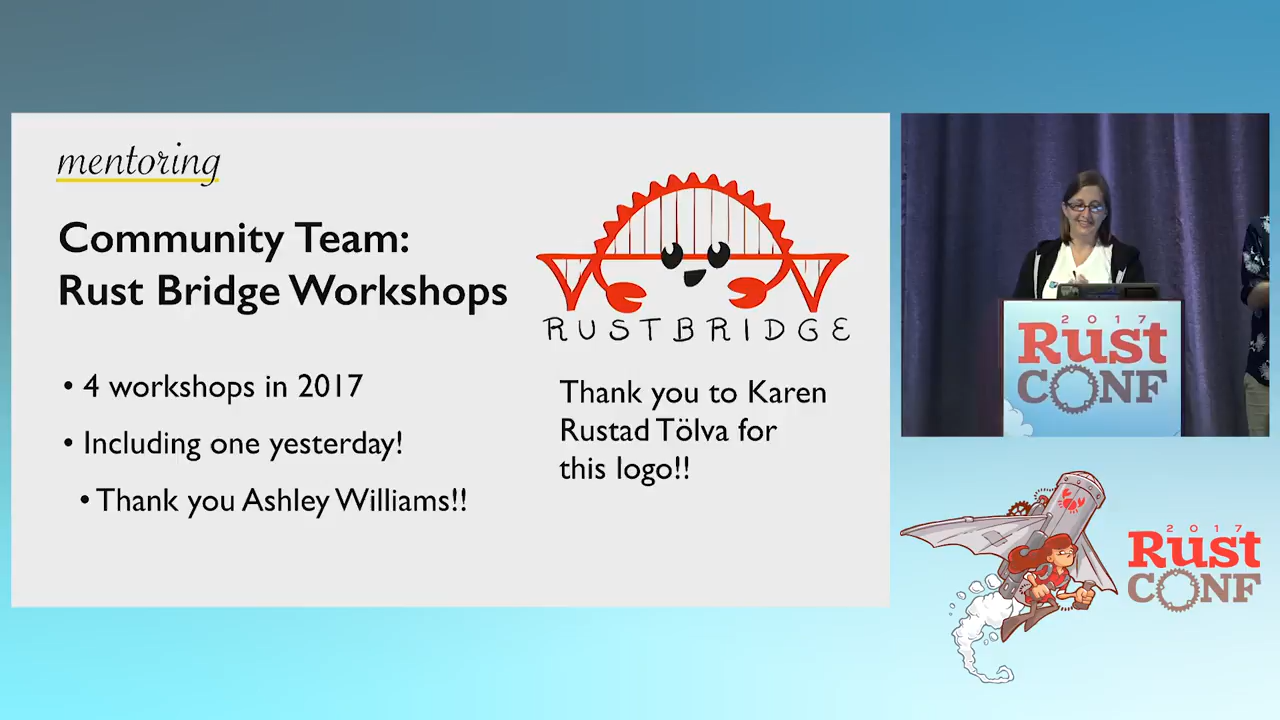 mentoring
Community Team:
Rust Bridge Workshops
• 4 workshops in 2017
• Including one yesterday!
• Thank you Ashley Williams!!
RUSTBRIDGE
Thank you to Karen
Rustad Tölva for
this logo!!
2017
Rust
CONF
2017
Rust
CONF